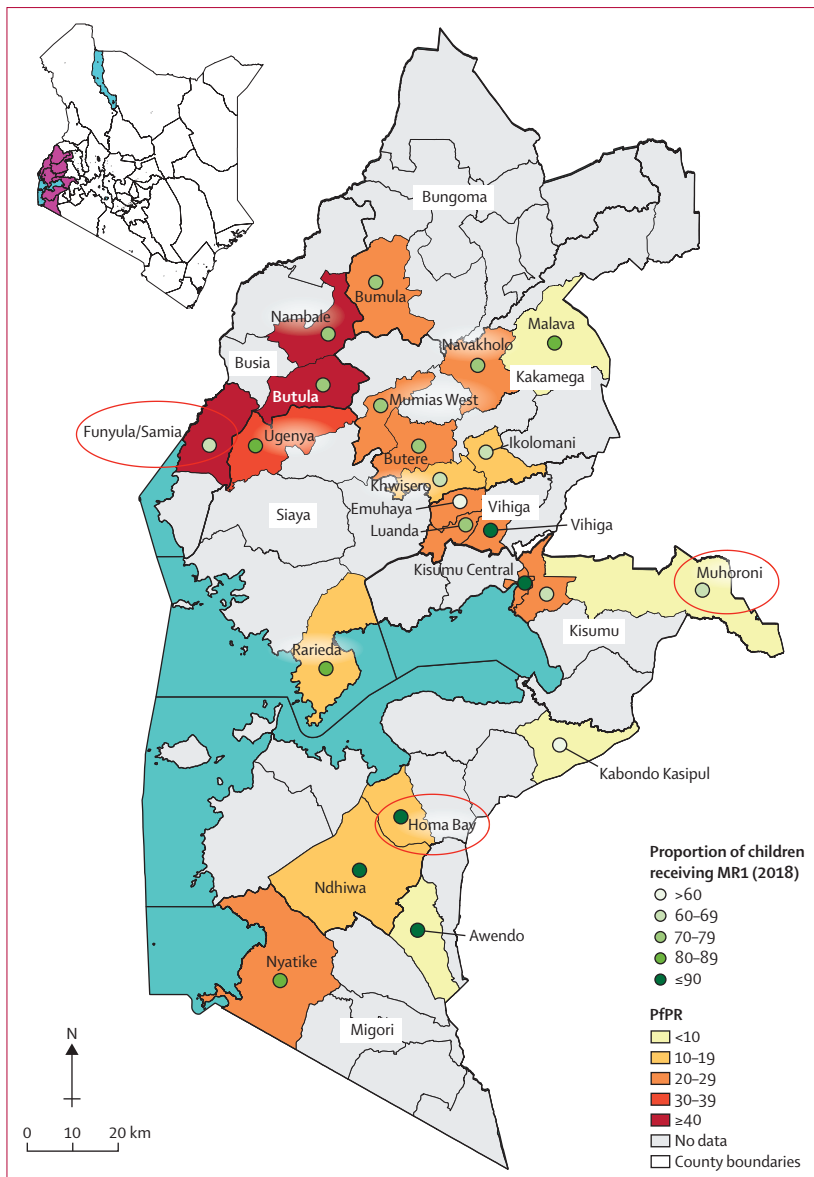 Bungoma
Bumula
Nambale
Malava
Navakholo
Busia
Kakamega
Butula
Mumias West
Funyula/Samia
Ugenya
Ikolomani
Butere
Khwisero
Emuhaya
Vihiga
Siaya
Luanda
Vihiga
Kisumu Central
Muhoroni
Kisumu
Rarieda
Kabondo Kasipul
Homa Bay
Ndhiwa
Awendo
Nyatike
Migori
N
0 10 20 km
Proportion of children
receiving MR1 (2018)
>60
60–69
70–79
80–89
≤90
PfPR
<10
10–19
20–29
30–39
≥40
No data
County boundaries